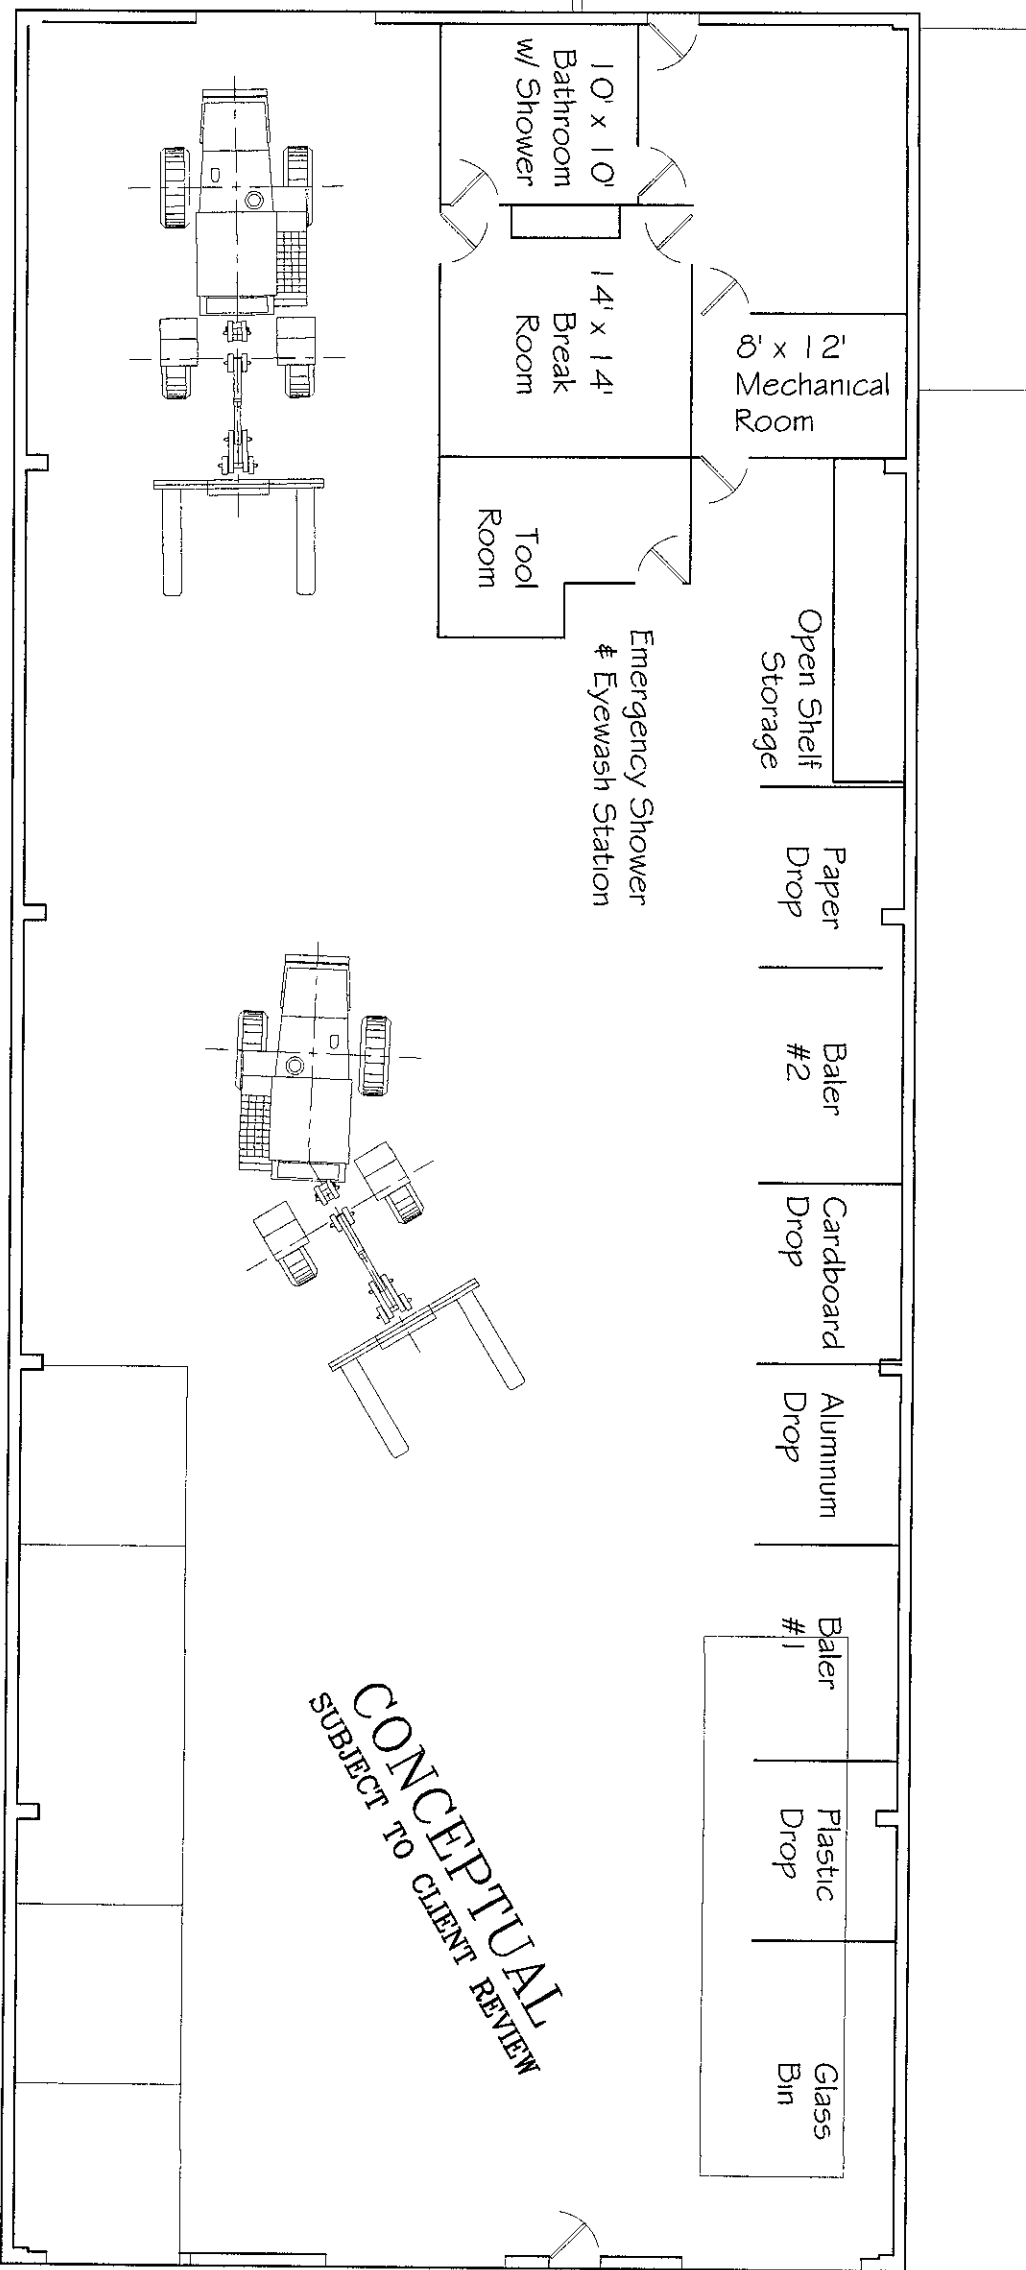 10' x 10'
Bathroom
w/ Shower
14' x 14'
Break
Room
8' x 12'
Mechanical
Room
Tool
Room
Open Shelf
Storage
Emergency Shower
& Eyewash Station
Paper
Drop
Baler
#2
Cardboard
Drop
Aluminum
Drop
Baler
#1
Plastic
Drop
Glass
Bin
CONCEPTUAL
SUBJECT TO CLIENT REVIEW